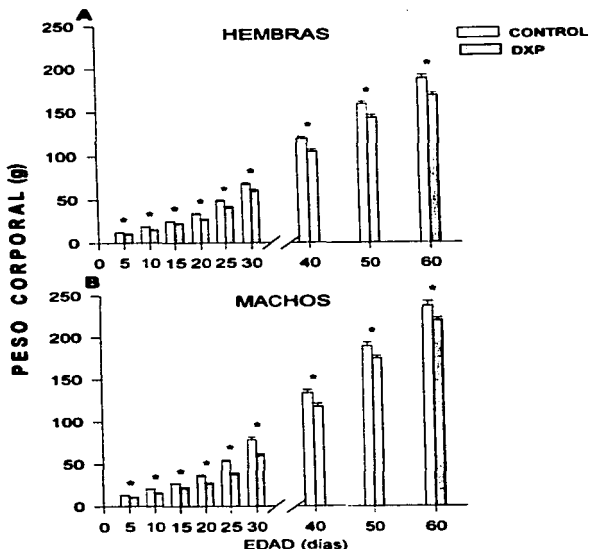 A
HEMBRAS
CONTROL
DXP
PESO CORPORAL (g)
250
200
150
100
50
0
0 5 10 15 20 25 30 40 50 60
* * * * * * * * *
B
MACHOS
250
200
150
100
50
0
0 5 10 15 20 25 30 40 50 60
* * * * * * * * *
EDAD (días)